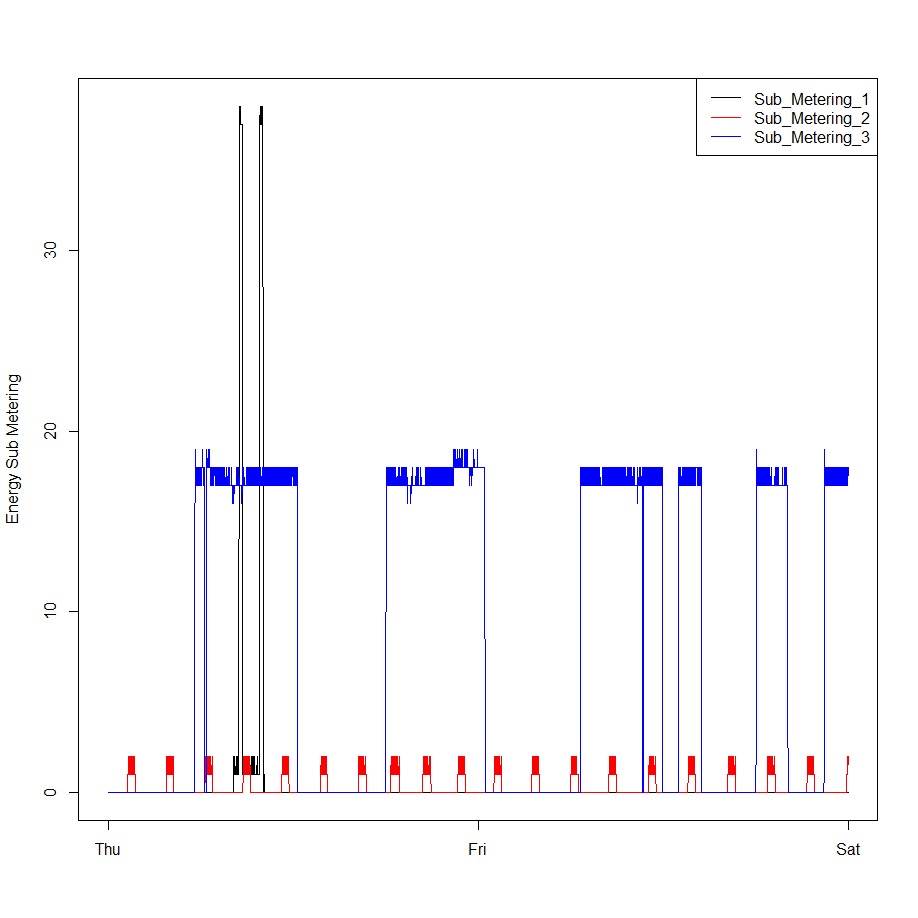 Sub_Metering_1
Sub_Metering_2
Sub_Metering_3
Energy Sub Metering
30
20
10
0
Thu
Fri
Sat